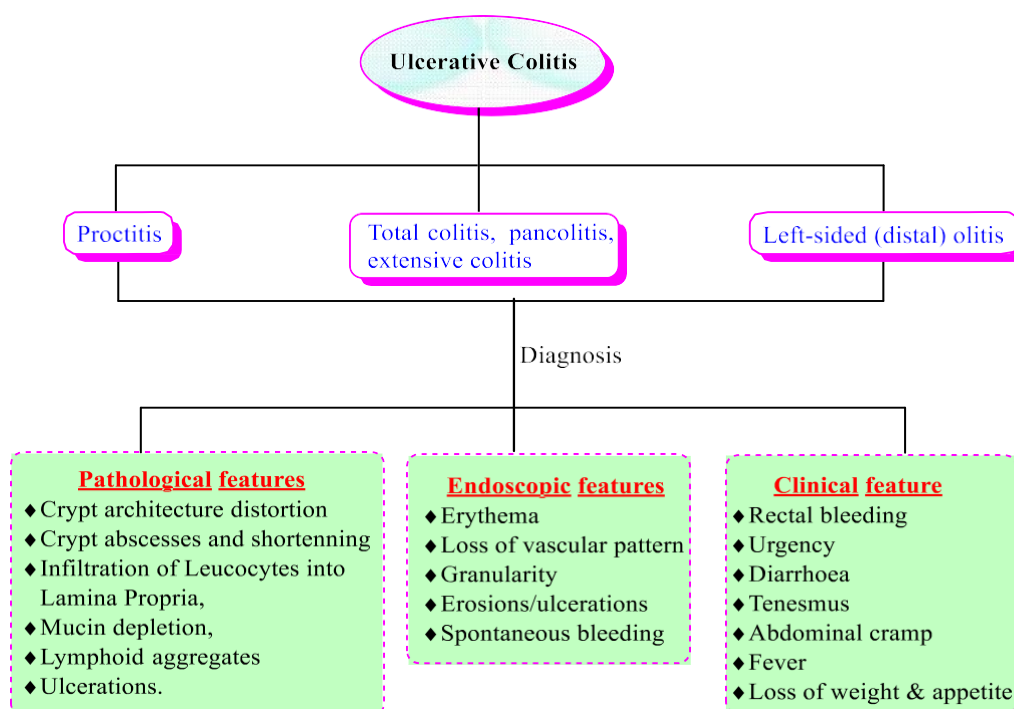 Ulcerative Colitis
Proctitis
Total colitis, pancolitis,
extensive colitis
Left-sided (distal) olitis
Diagnosis
Pathological features
♦Crypt architecture distortion
♦Crypt abscesses and shortenning
♦Infiltration of Leucocytes into
Lamina Propria,
♦Mucin depletion,
♦Lymphoid aggregates
♦Ulcerations.
Endoscopic features
♦Erythema
♦Loss of vascular pattern
♦Granularity
♦Erosions/ulcerations
♦Spontaneous bleeding
Clinical feature
♦Rectal bleeding
♦Urgency
♦Diarrhoea
♦Tenesmus
♦Abdominal cramp
♦Fever
♦Loss of weight & appetite